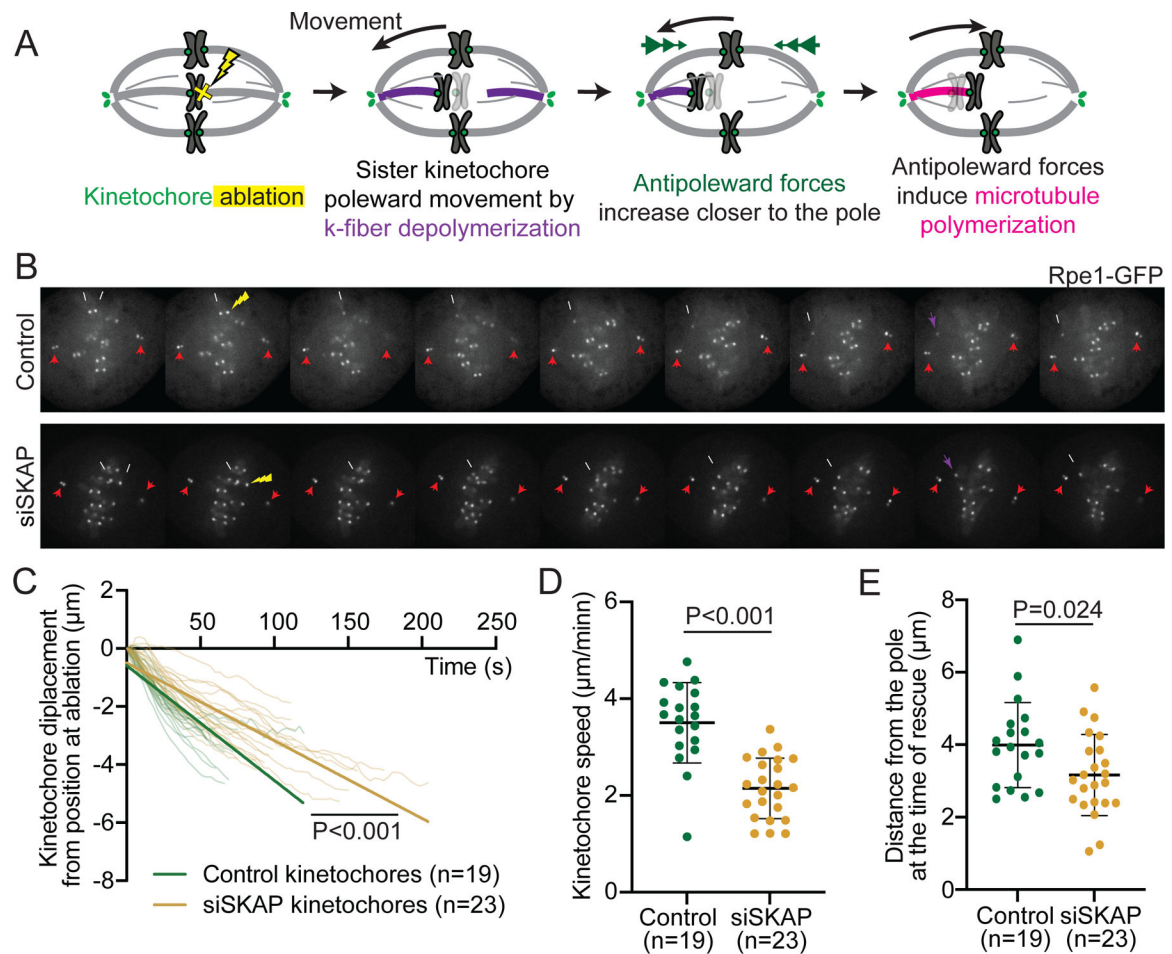 A
Movement
Kinetochore ablation
Sister kinetochore
poleward movement by
k-fiber depolymerization
Antipoleward forces
increase closer to the pole
Antipoleward forces
induce microtubule
polymerization
B
Rpe1-GFP
Control
siSKAP
C
Kinetochore diplacement
from position at ablation (µm)
2
0
-2
-4
-6
-8
50 100 150 200 250
Time (s)
P<0.001
Control kinetochores (n=19)
siSKAP kinetochores (n=23)
D
Kinetochore speed (µm/minn)
6
4
2
0
P<0.001
Control siSKAP
(n=19) (n=23)
E
Distance from the pole
at the time of rescue (µm)
8
6
4
2
0
P=0.024
Control siSKAP
(n=19) (n=23)